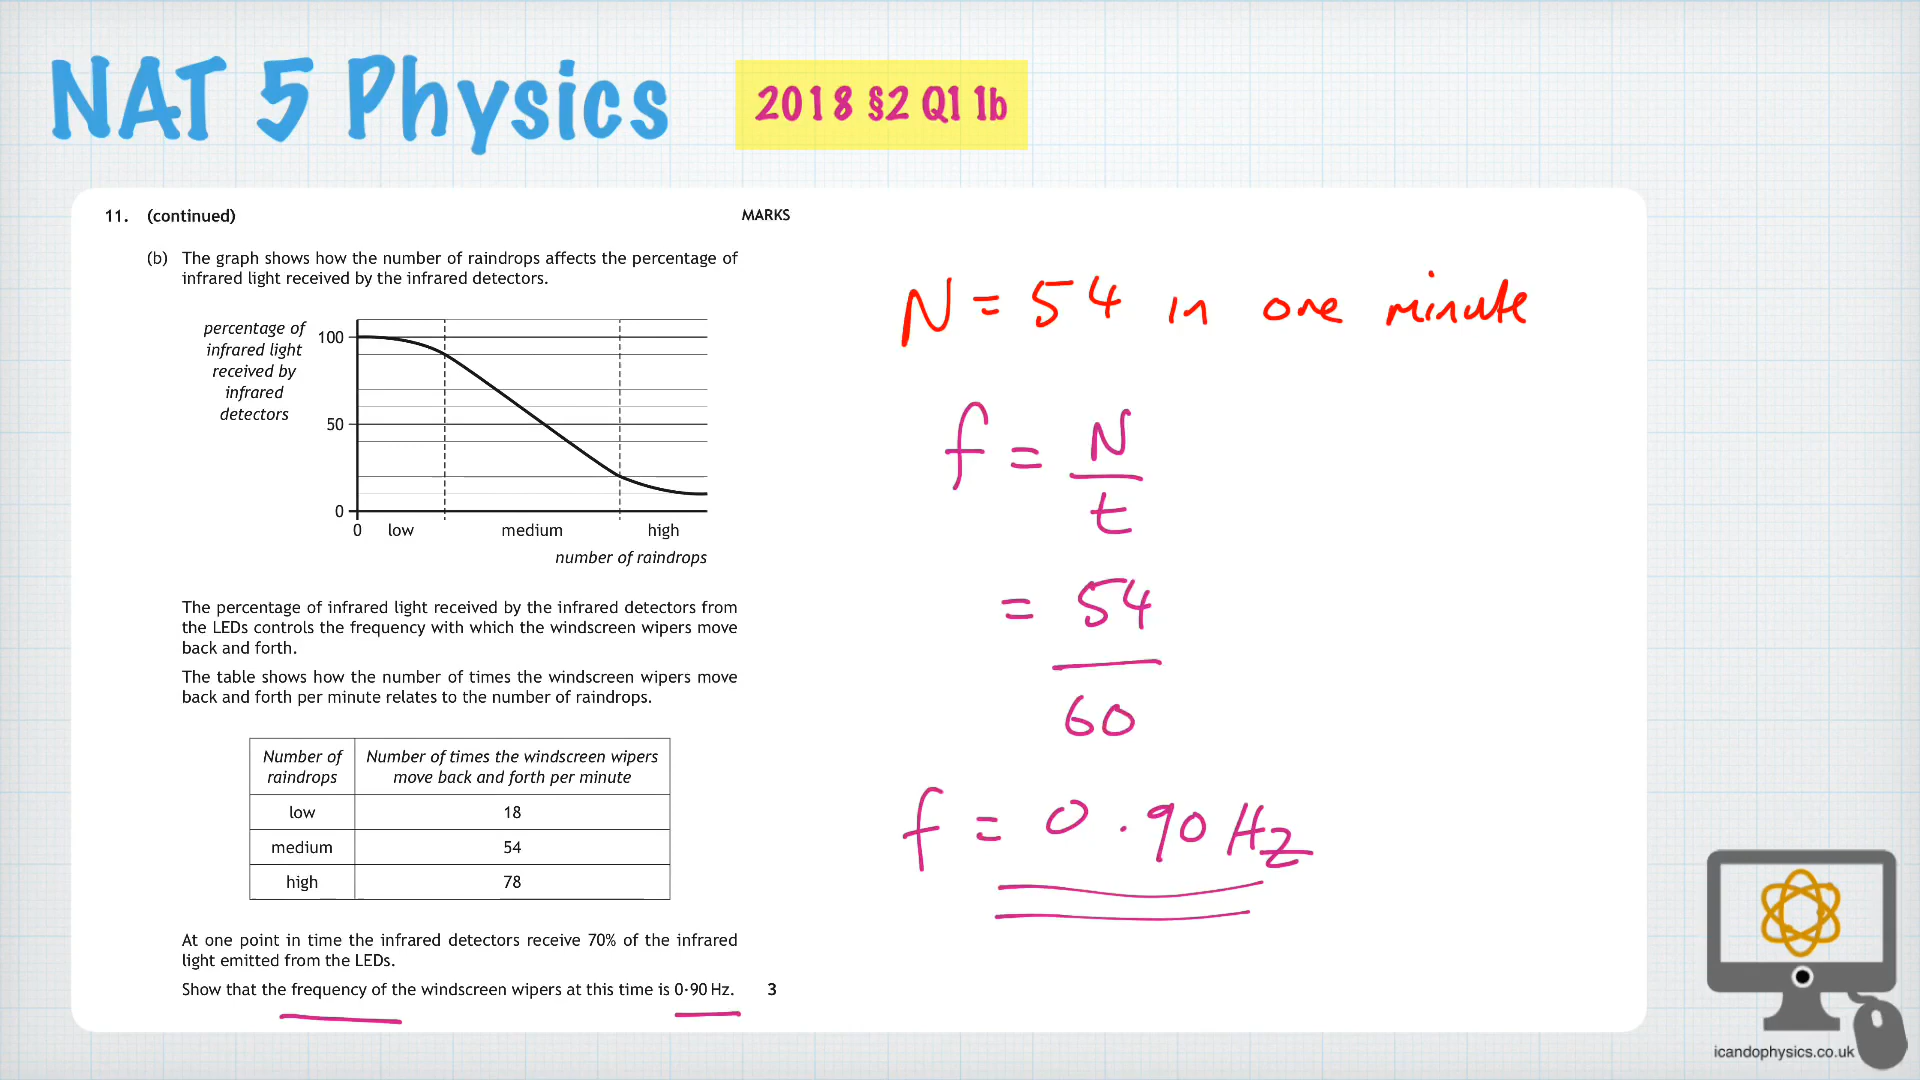 NAT 5 Physics
2018 §2 Q11b
11. (continued)
MARKS
(b) The graph shows how the number of raindrops affects the percentage of
infrared light received by the infrared detectors.
percentage of
infrared light
received by
infrared
detectors
100
50
0
0 low medium high
number of raindrops
The percentage of infrared light received by the infrared detectors from
the LEDs controls the frequency with which the windscreen wipers move
back and forth.
The table shows how the number of times the windscreen wipers move
back and forth per minute relates to the number of raindrops.
Number of
raindrops
Number of times the windscreen wipers
move back and forth per minute
low 18
medium 54
high 78
At one point in time the infrared detectors receive 70% of the infrared
light emitted from the LEDs.
Show that the frequency of the windscreen wipers at this time is 0·90 Hz. 3
N = 54 in one minute
f = N
t
= 54
60
f = 0.90 Hz
icandophysics.co.uk